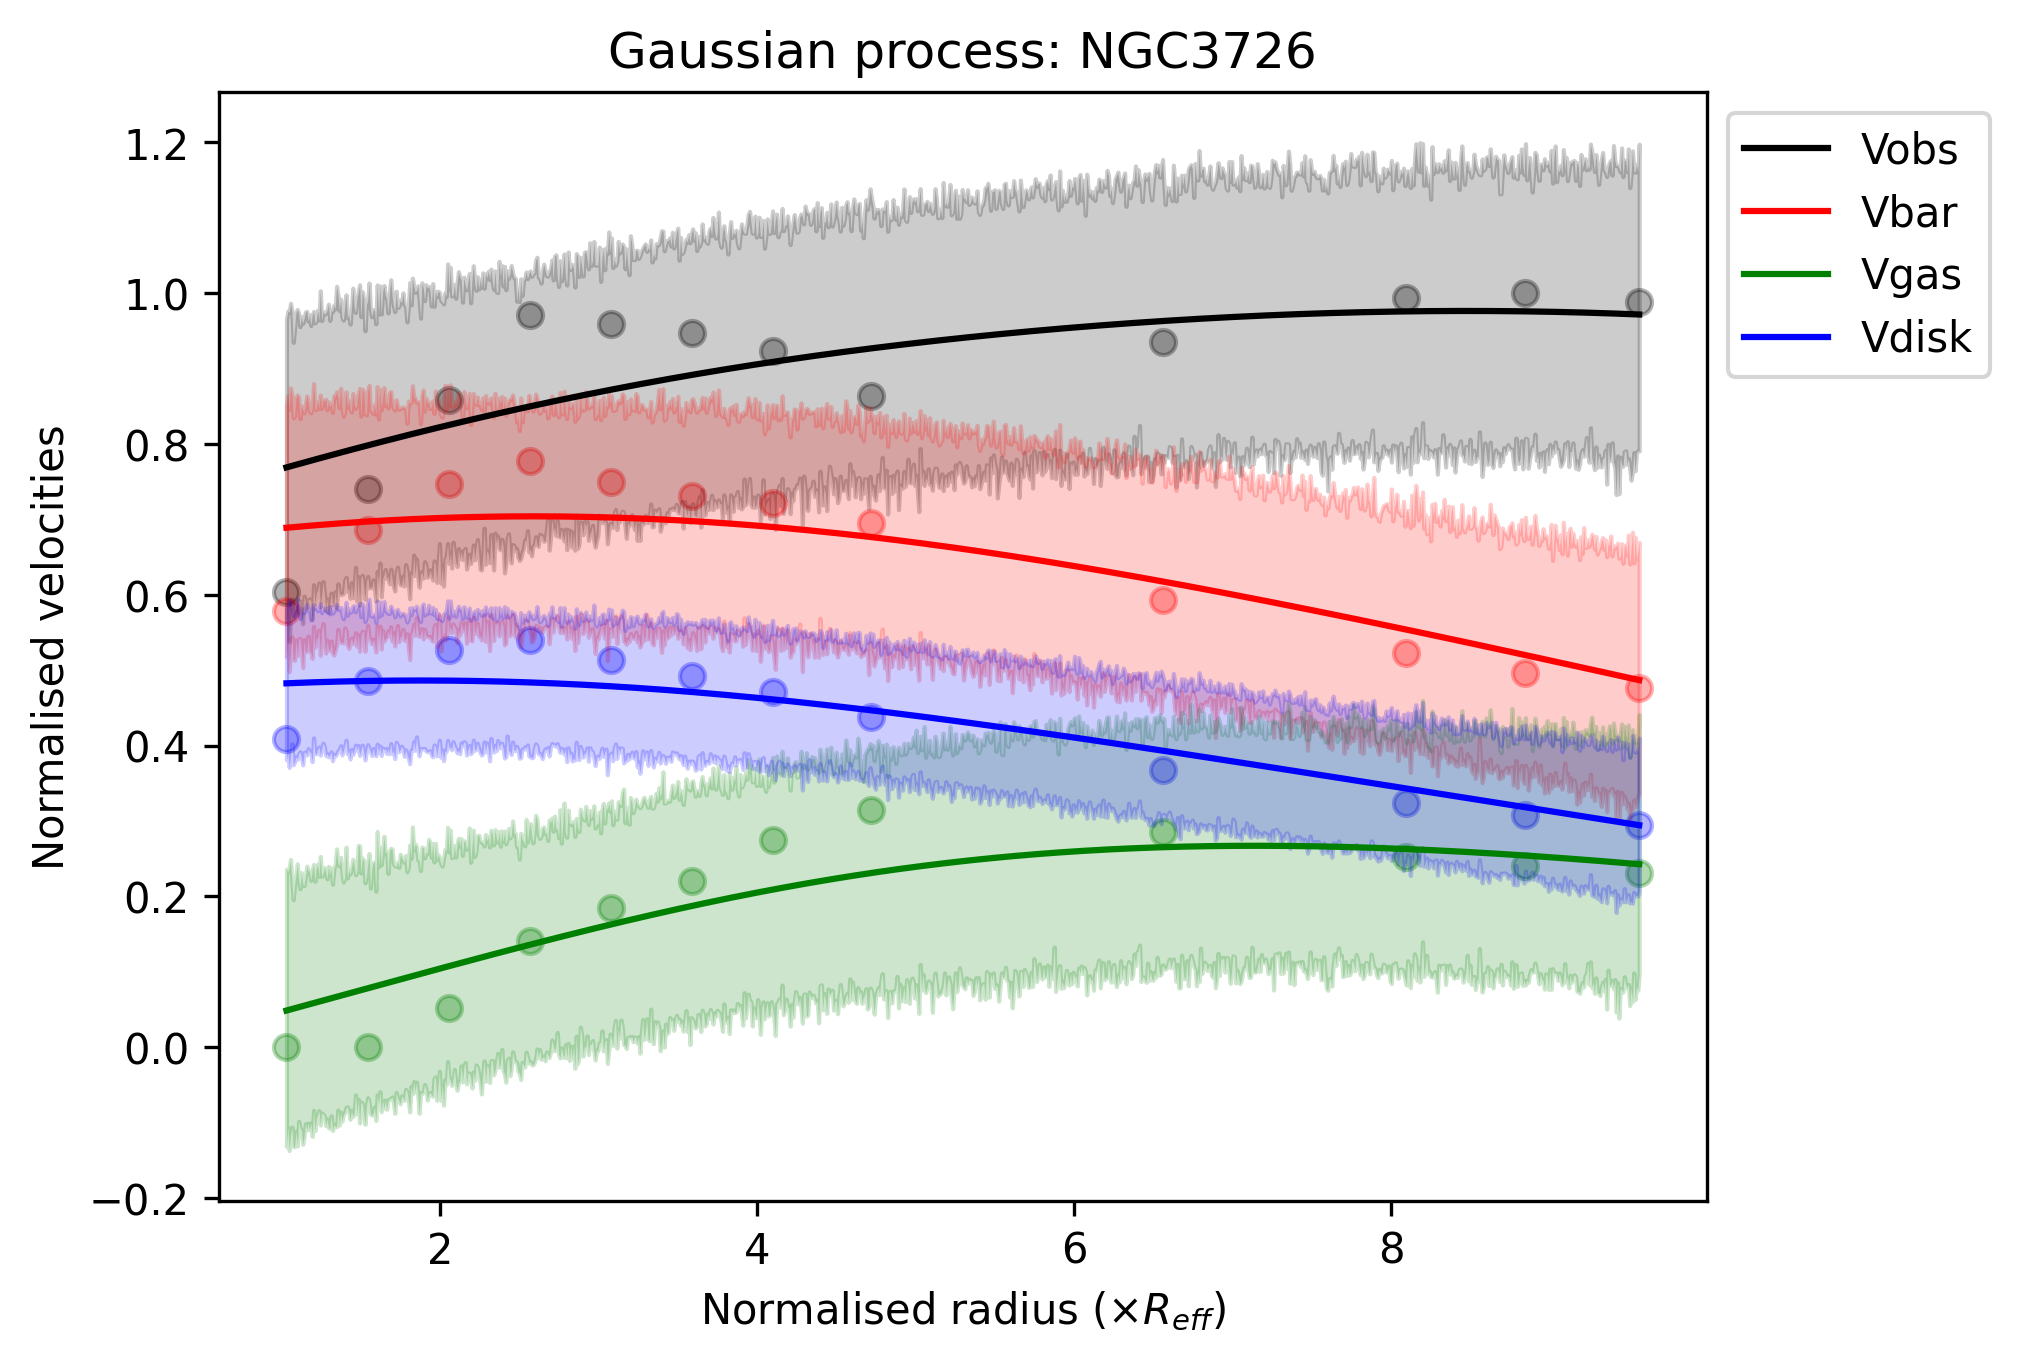 Gaussian process: NGC3726
Vobs
Vbar
Vgas
Vdisk
Normalised velocities
1.2
1.0
0.8
0.6
0.4
0.2
0.0
−0.2
2 4 6 8
Normalised radius (×R_eff)